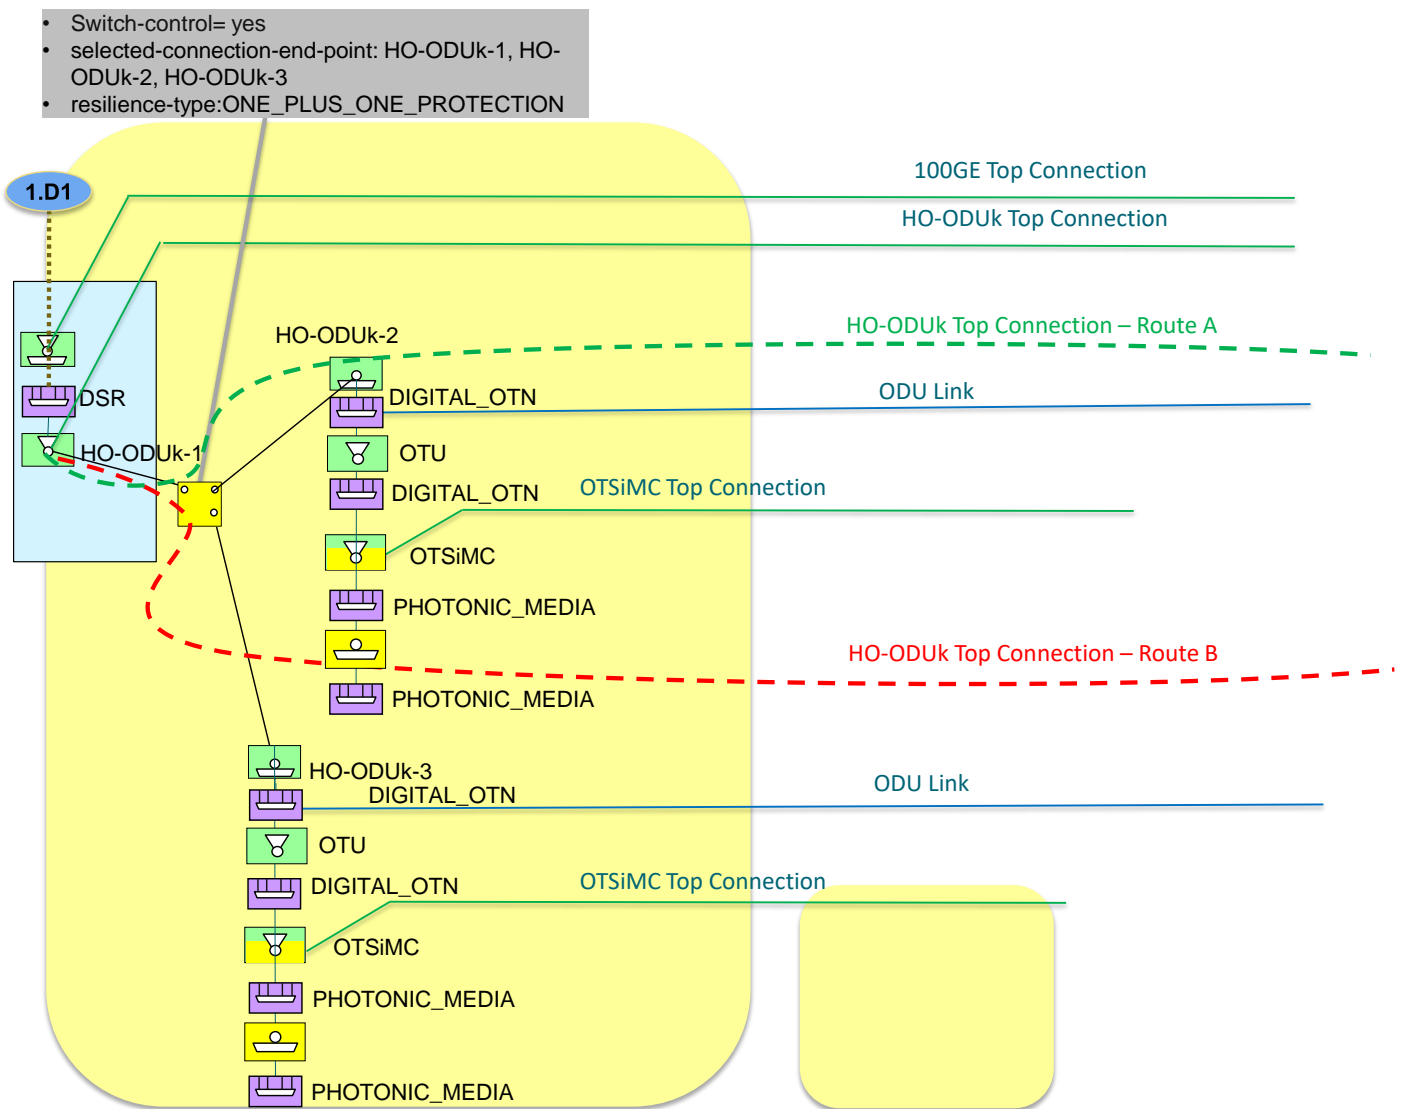 • Switch-control= yes
• selected-connection-end-point: HO-ODUk-1, HO-
ODUk-2, HO-ODUk-3
• resilience-type:ONE_PLUS_ONE_PROTECTION
100GE Top Connection
1.D1
HO-ODUk Top Connection
HO-ODUk Top Connection – Route A
HO-ODUk-2
DIGITAL_OTN
ODU Link
DSR
HO-ODUk-1
OTU
DIGITAL_OTN
OTSiMC Top Connection
OTSiMC
PHOTONIC_MEDIA
HO-ODUk Top Connection – Route B
PHOTONIC_MEDIA
HO-ODUk-3
DIGITAL_OTN
ODU Link
OTU
DIGITAL_OTN
OTSiMC Top Connection
OTSiMC
PHOTONIC_MEDIA
PHOTONIC_MEDIA